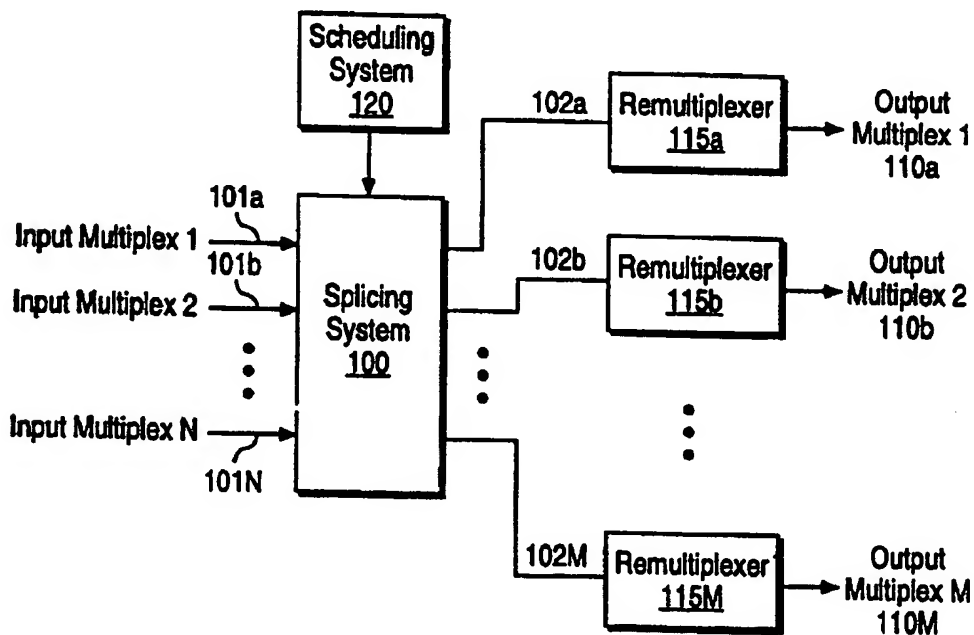 Scheduling
System
120
102a
Remultiplexer
115a
Output
Multiplex 1
110a
101a
Input Multiplex 1
101b
Input Multiplex 2
Splicing
System
100
102b
Remultiplexer
115b
Output
Multiplex 2
110b
Input Multiplex N
101N
102M
Remultiplexer
115M
Output
Multiplex M
110M